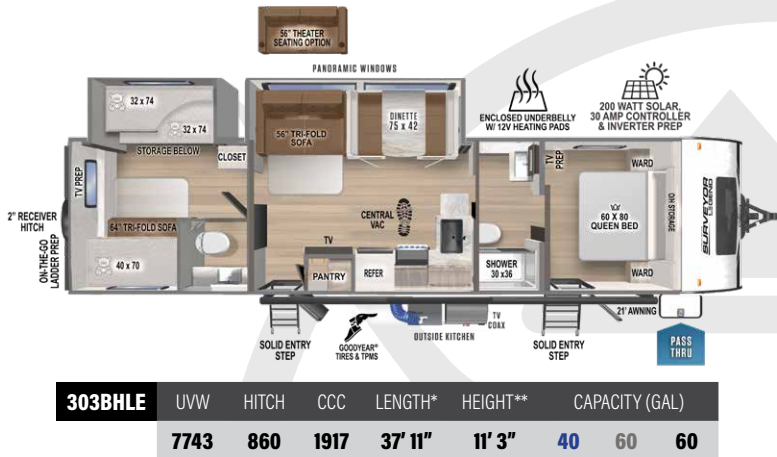 56" THEATER
SEATING OPTION
PANORAMIC WINDOWS
32 x 74
32 x 74
STORAGE BELOW
CLOSET
TV PREP
64" TRI-FOLD SOFA
40 x 70
2" RECEIVER
HITCH
ON-THE-GO
LADDER PREP
56" TRI-FOLD
SOFA
DINETTE
75 x 42
CENTRAL
VAC
TV
PANTRY
REFER
ENCLOSED UNDERBELLY
W/ 12V HEATING PADS
200 WATT SOLAR,
30 AMP CONTROLLER
& INVERTER PREP
TV
PREP
WARD
60 X 80
QUEEN BED
OH STORAGE
WARD
SHOWER
30 x36
SURVEYOR
LEGEND
21' AWNING
SOLID ENTRY
STEP
GOODYEAR®
TIRES & TPMS
OUTSIDE KITCHEN
TV
COAX
SOLID ENTRY
STEP
PASS
THRU
303BHLE UVW HITCH CCC LENGTH* HEIGHT** CAPACITY (GAL)
7743 860 1917 37' 11" 11' 3" 40 60 60